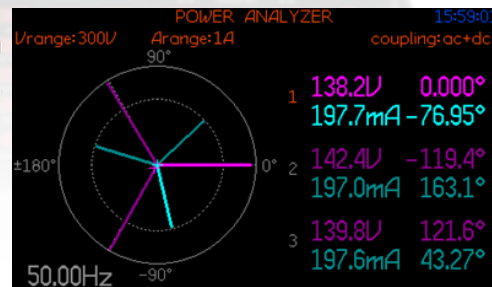 POWER ANALYZER 15:59:0
Vrange:300V Arange:1A coupling:ac+dc
90°
1 138.2V 0.000°
197.7mA -76.95°
±180° 0° 2 142.4V -119.4°
197.0mA 163.1°
3 139.8V 121.6°
197.6mA 43.27°
50.00Hz -90°